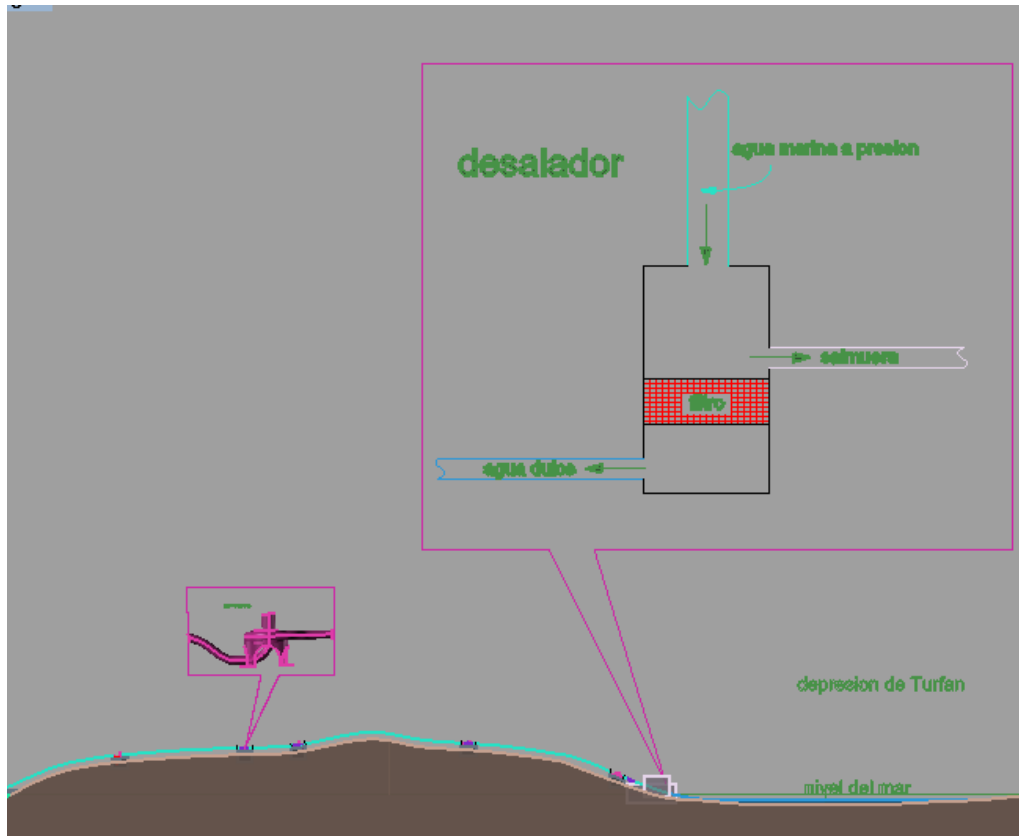 desalador
agua marina a presion
salmuera
filtro
agua dulce
depresion de Turfan
nivel del mar